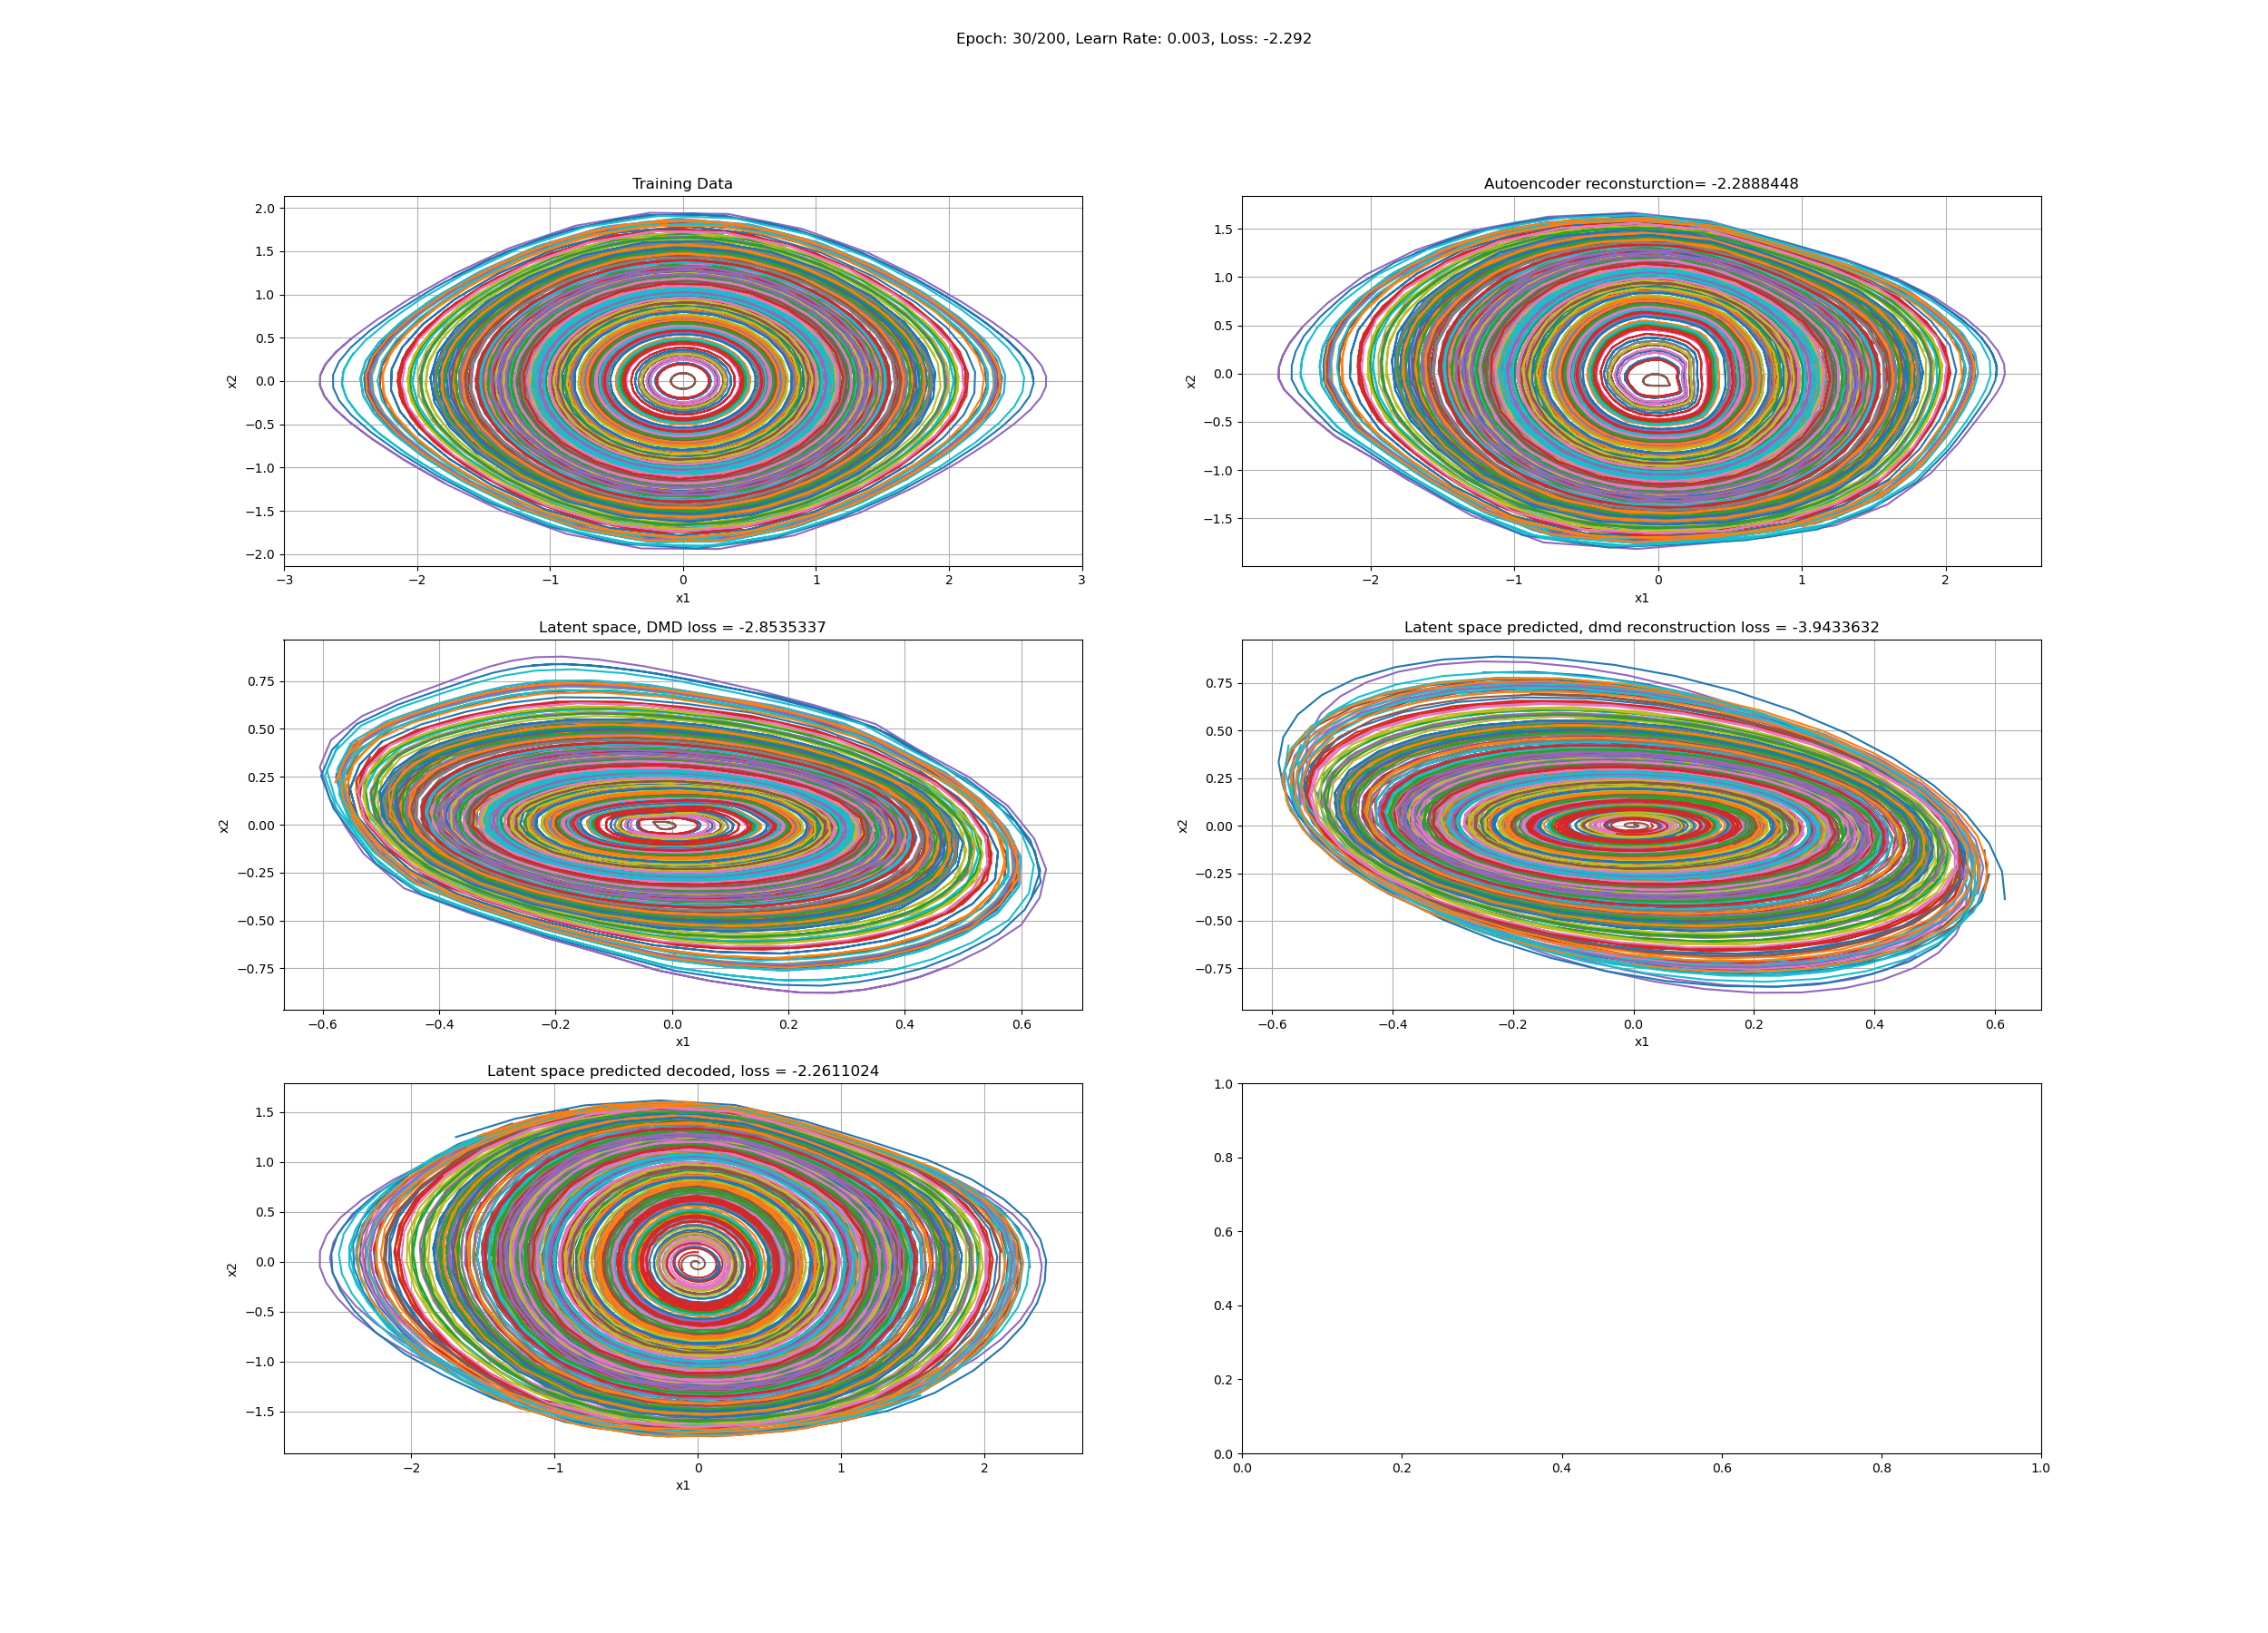 Epoch: 30/200, Learn Rate: 0.003, Loss: -2.292
Training Data
2.0
1.5
1.0
0.5
0.0
−0.5
−1.0
−1.5
−2.0
x2
−3 −2 −1 0 1 2 3
x1
Autoencoder reconsturction= -2.2888448
1.5
1.0
0.5
0.0
−0.5
−1.0
−1.5
x2
−2 −1 0 1 2
x1
Latent space, DMD loss = -2.8535337
0.75
0.50
0.25
0.00
−0.25
−0.50
−0.75
x2
−0.6 −0.4 −0.2 0.0 0.2 0.4 0.6
x1
Latent space predicted, dmd reconstruction loss = -3.9433632
0.75
0.50
0.25
0.00
−0.25
−0.50
−0.75
x2
−0.6 −0.4 −0.2 0.0 0.2 0.4 0.6
x1
Latent space predicted decoded, loss = -2.2611024
1.5
1.0
0.5
0.0
−0.5
−1.0
−1.5
x2
−2 −1 0 1 2
x1
1.0
0.8
0.6
0.4
0.2
0.0
0.0 0.2 0.4 0.6 0.8 1.0